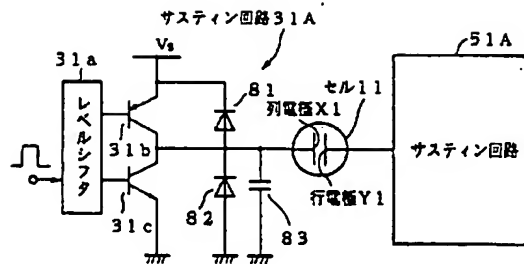 サスティン回路31A
51A
31a
Vs
81
セル11
列電極X1
レベルシフタ
31b
サスティン回路
行電極Y1
31c
82
83